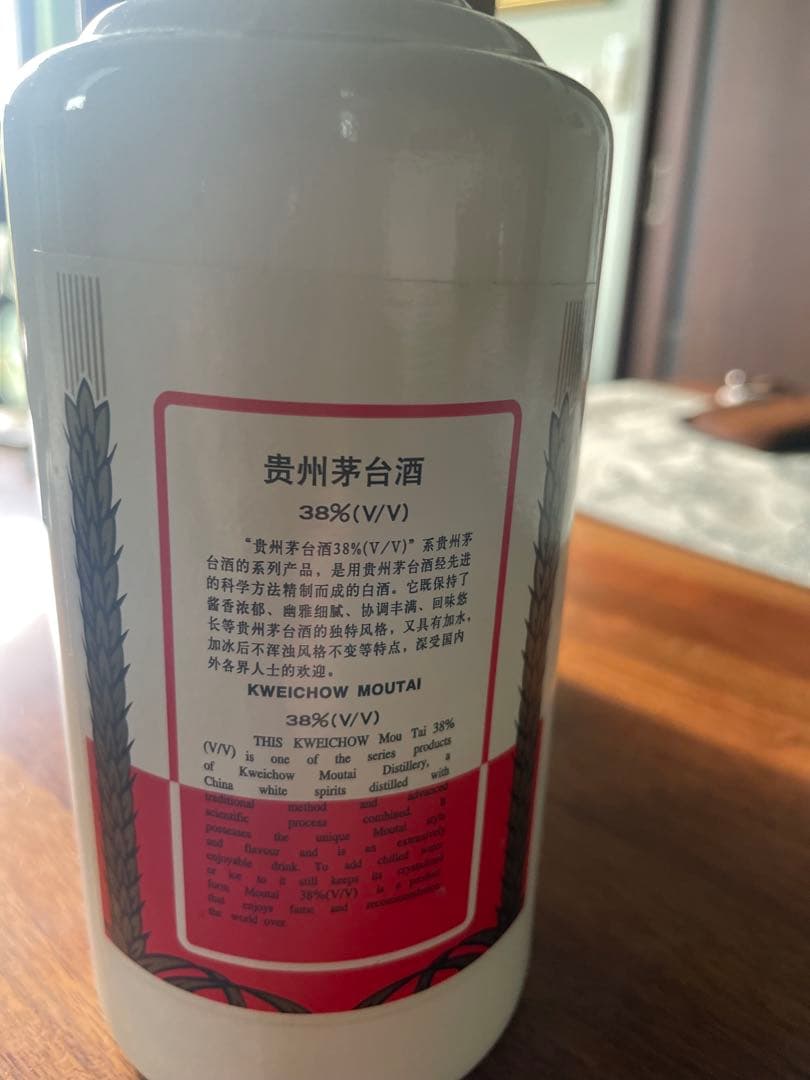 贵州茅台酒
38%(V/V)
“贵州茅台酒38%(V/V)”系贵州茅
台酒的系列产品，是用贵州茅台酒经先进
的科学方法精制而成的白酒。它既保持了
酱香浓郁、幽雅细腻、协调丰满、回味悠
长等贵州茅台酒的独特风格，又具有加水，
加冰后不浑浊风格不变等特点，深受国内
外各界人士的欢迎。
KWEICHOW MOUTAI
38%(V/V)
THIS KWEICHOW Mou Tai 38%
(V/V) is one of the series products
of Kweichow Moutai Distillery, a
China white spirits distilled with
traditional method and advanced
scientific process combined. It
possesses the unique Moutai style
and flavour and is an extensively
enjoyable drink. To add chilled water
or ice to it still keeps its crystalized
form. Moutai 38%(V/V) is a product
that enjoys fame and recommendation
the world over.